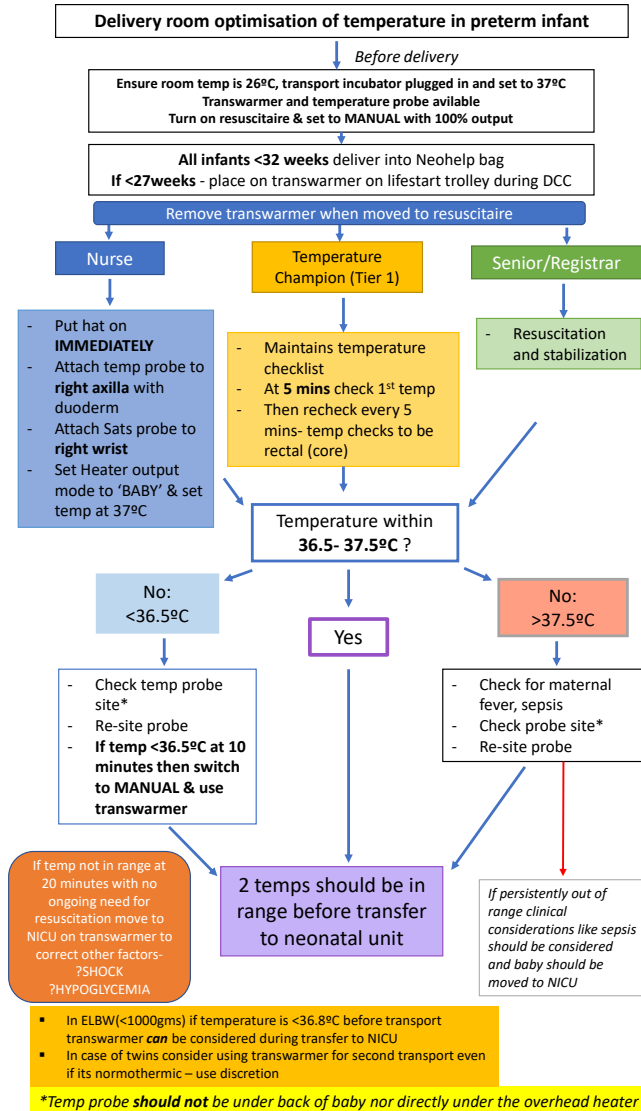 Delivery room optimisation of temperature in preterm infant
Before delivery
Ensure room temp is 26ºC, transport incubator plugged in and set to 37ºC
Transwarmer and temperature probe avilable
Turn on resuscitaire & set to MANUAL with 100% output
All infants <32 weeks deliver into Neohelp bag
If <27weeks - place on transwarmer on lifestart trolley during DCC
Remove transwarmer when moved to resuscitaire
Nurse
- Put hat on
IMMEDIATELY
- Attach temp probe to
right axilla with
duoderm
- Attach Sats probe to
right wrist
- Set Heater output
mode to ‘BABY’ & set
temp at 37ºC
Temperature
Champion (Tier 1)
- Maintains temperature
checklist
- At 5 mins check 1st temp
- Then recheck every 5
mins- temp checks to be
rectal (core)
Senior/Registrar
- Resuscitation
and stabilization
Temperature within
36.5- 37.5ºC ?
No:
<36.5ºC
Yes
No:
>37.5ºC
- Check temp probe
site*
- Re-site probe
- If temp <36.5ºC at 10
minutes then switch
to MANUAL & use
transwarmer
- Check for maternal
fever, sepsis
- Check probe site*
- Re-site probe
If temp not in range at
20 minutes with no
ongoing need for
resuscitation move to
NICU on transwarmer to
correct other factors-
?SHOCK
?HYPOGLYCEMIA
2 temps should be in
range before transfer
to neonatal unit
If persistently out of
range clinical
considerations like sepsis
should be considered
and baby should be
moved to NICU
▪ In ELBW(<1000gms) if temperature is <36.8ºC before transport
transwarmer can be considered during transfer to NICU
▪ In case of twins consider using transwarmer for second transport even
if its normothermic – use discretion
*Temp probe should not be under back of baby nor directly under the overhead heater